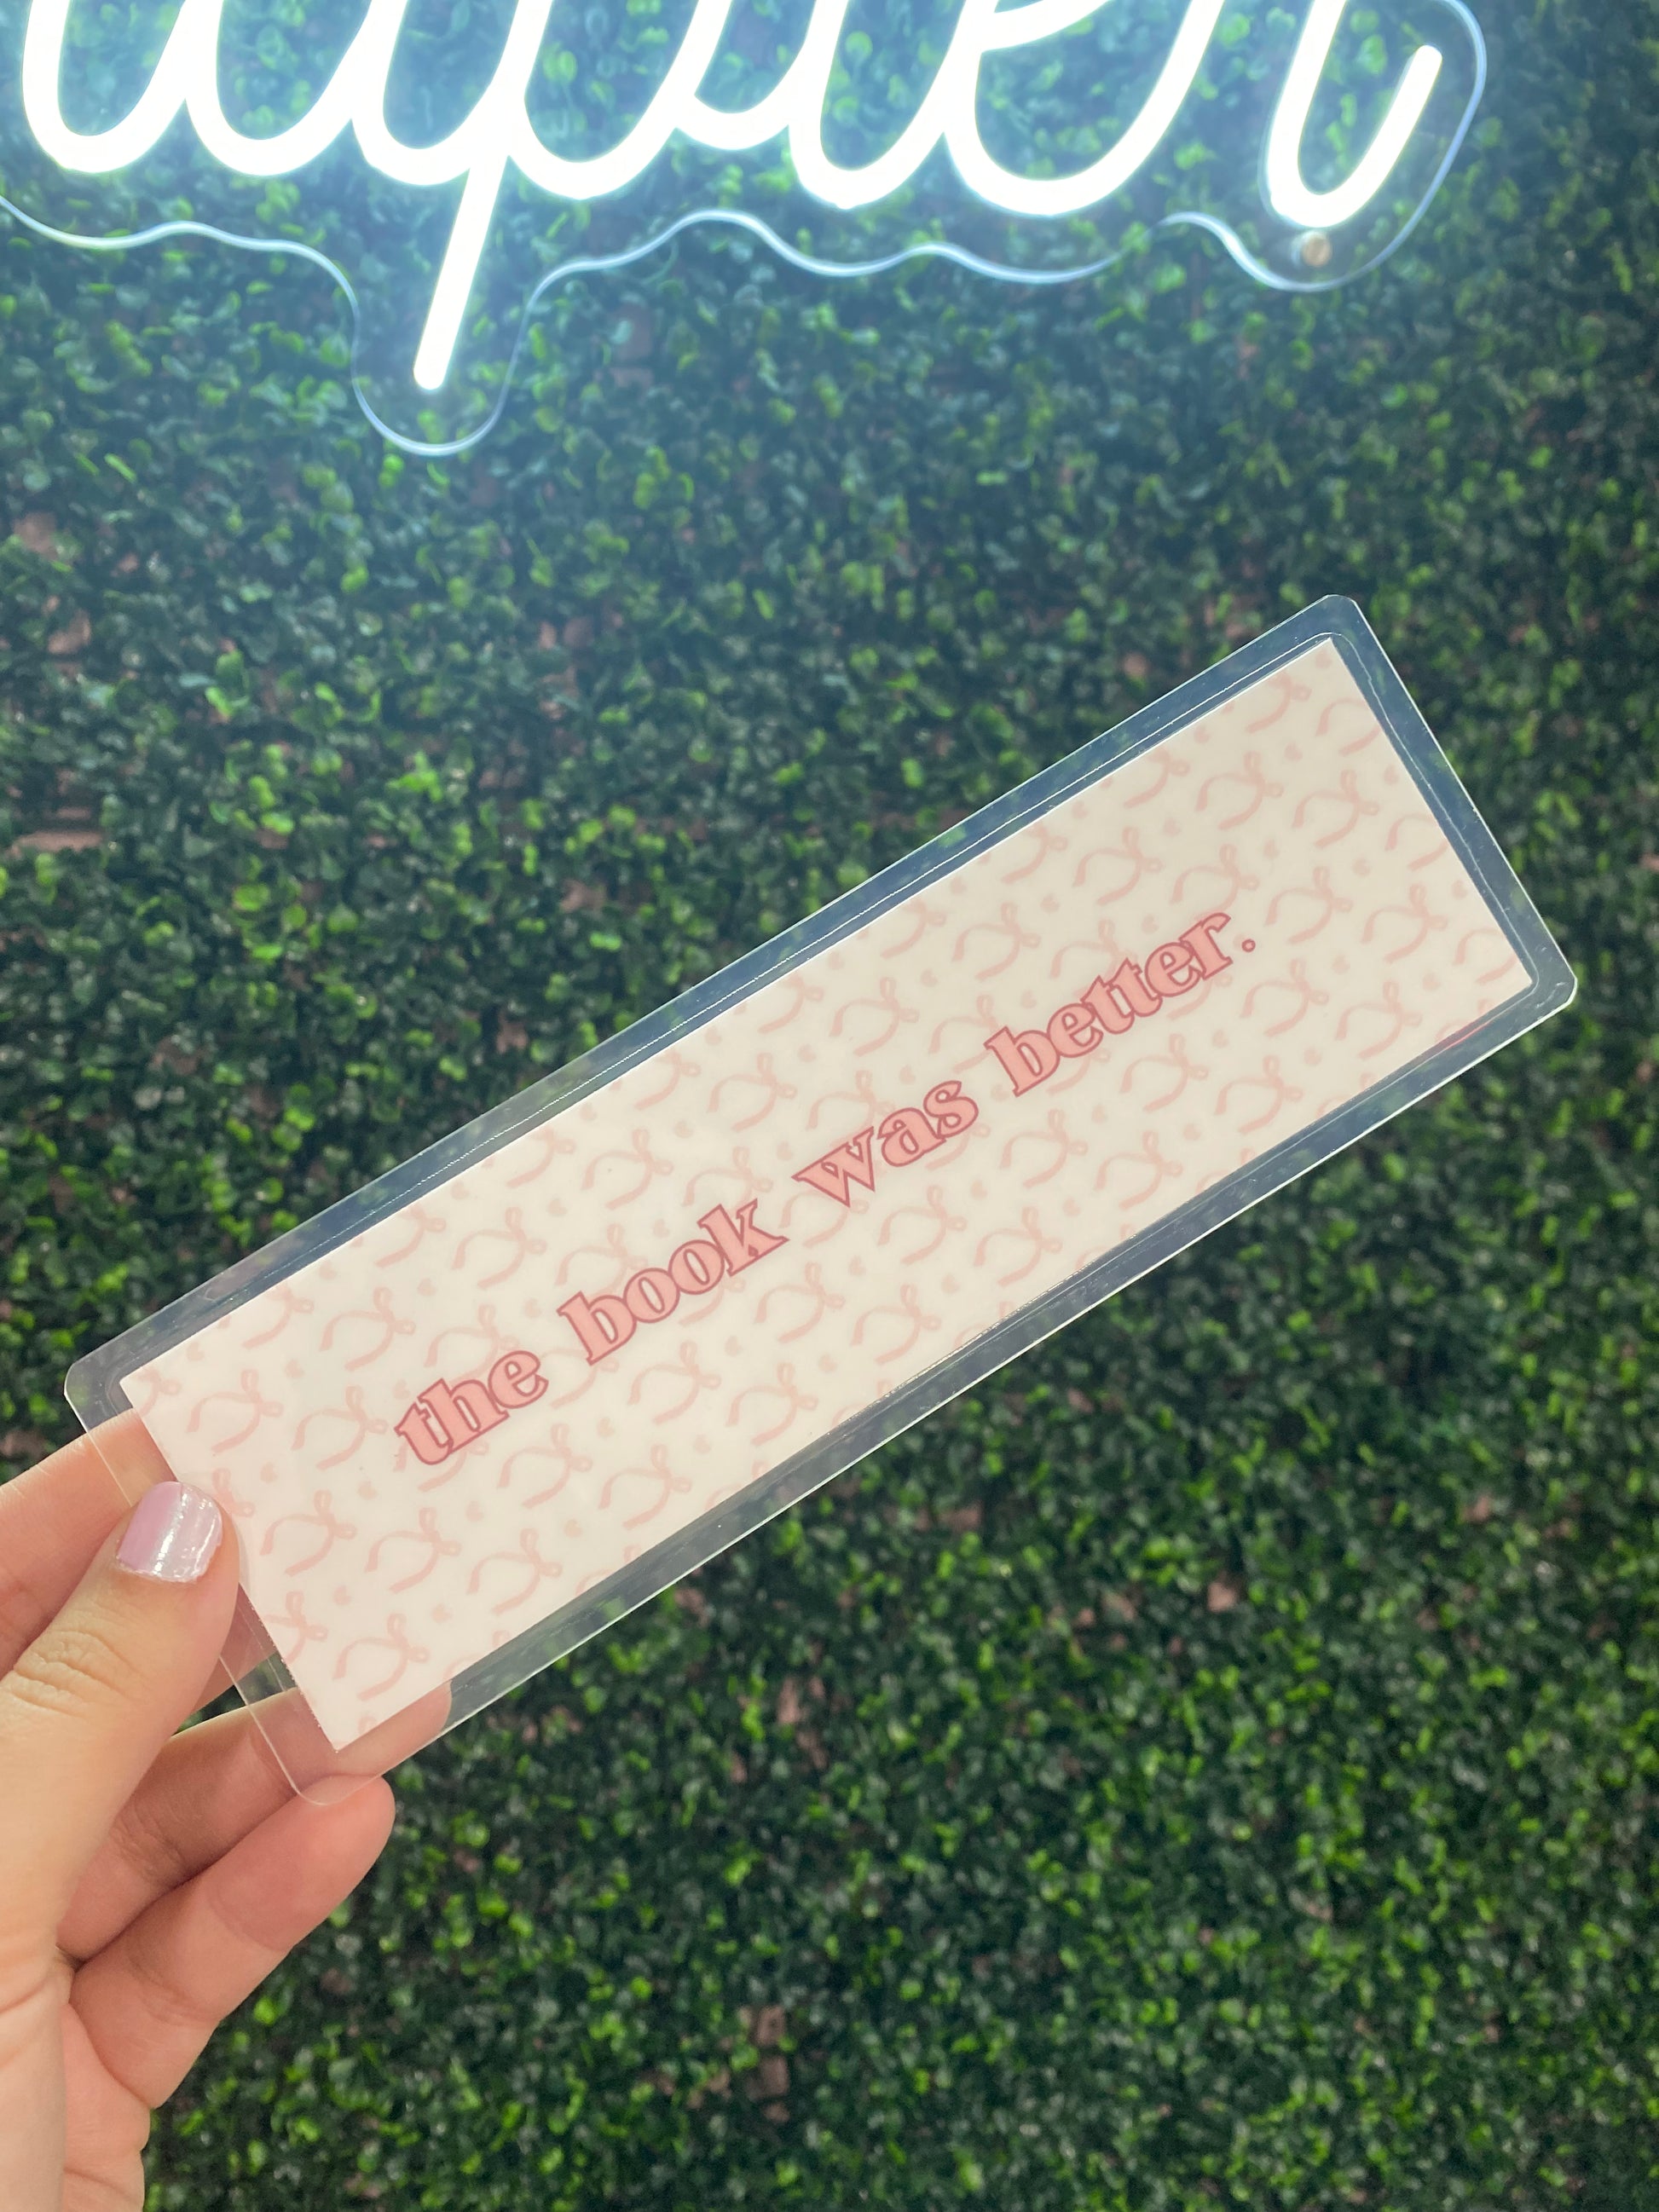 the book was better.